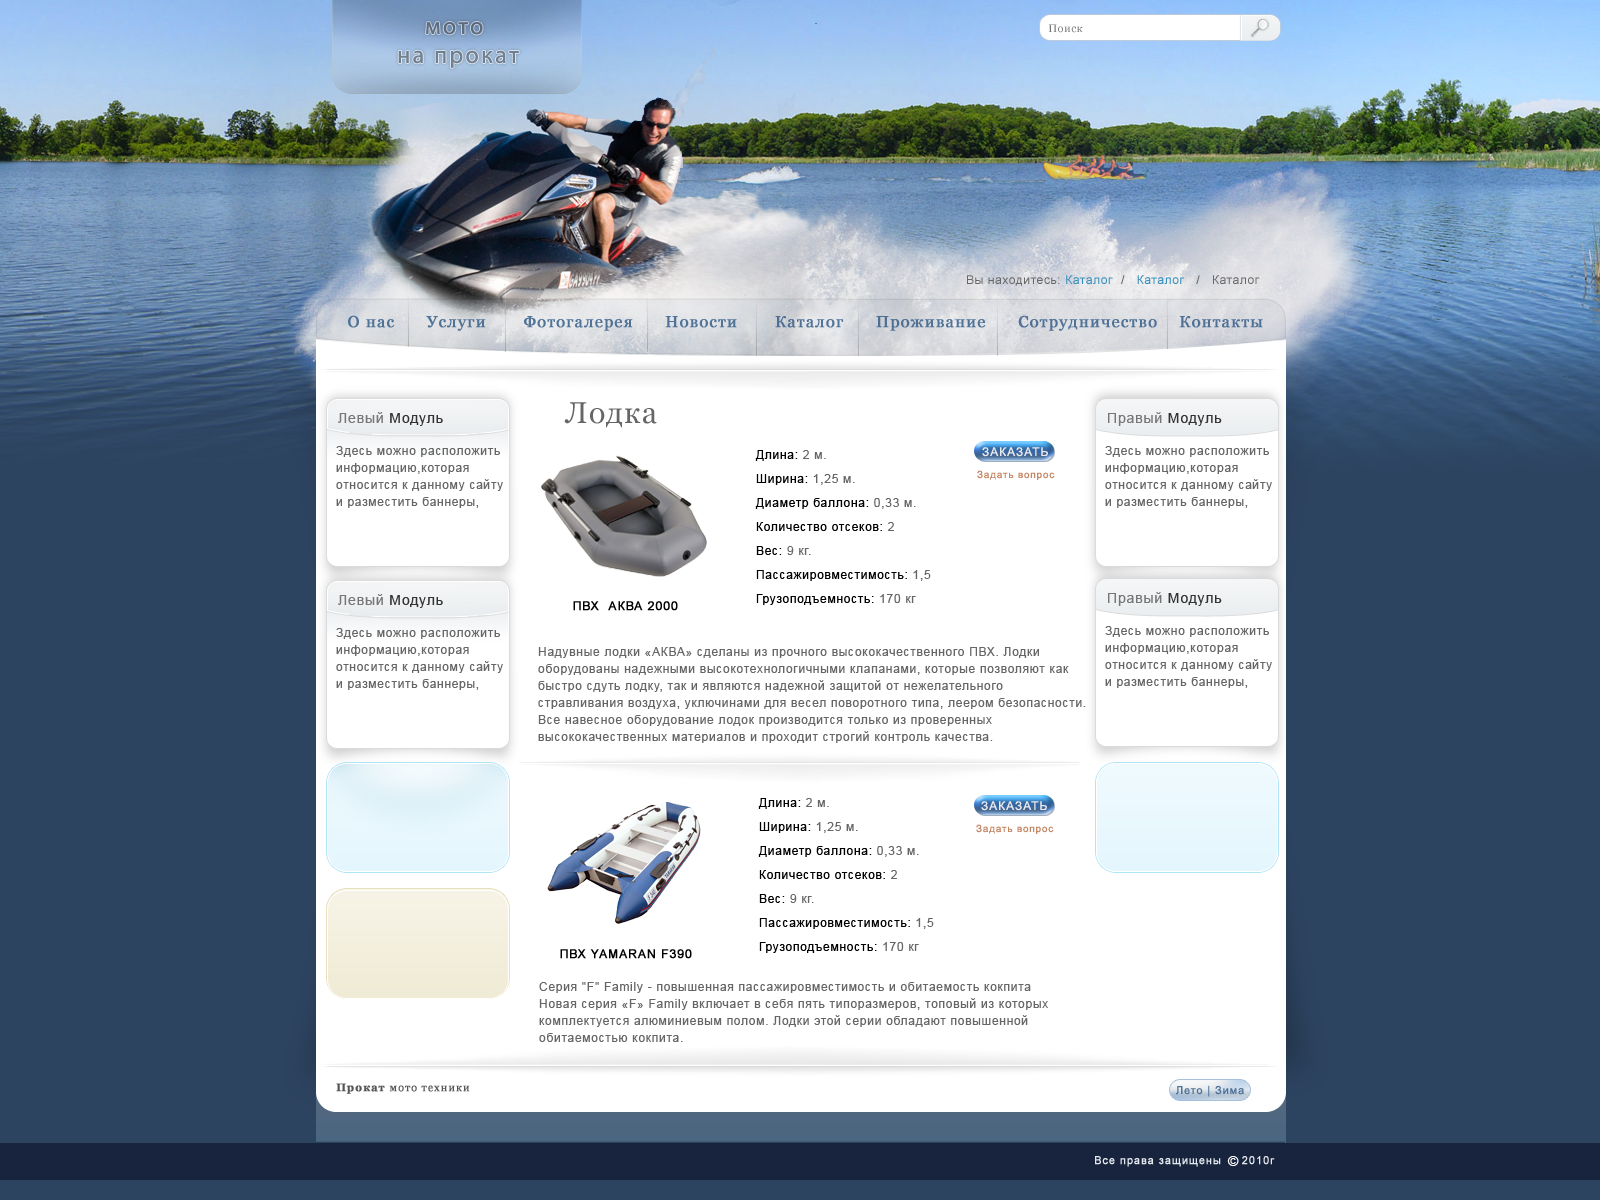 мото
на прокат
Поиск
Вы находитесь: Каталог / Каталог / Каталог
О нас Услуги Фотогалерея Новости Каталог Проживание Сотрудничество Контакты
Левый Модуль
Здесь можно расположить
информацию,которая
относится к данному сайту
и разместить баннеры,
Левый Модуль
Здесь можно расположить
информацию,которая
относится к данному сайту
и разместить баннеры,
Лодка
ПВХ АКВА 2000
Длина: 2 м.
Ширина: 1,25 м.
Диаметр баллона: 0,33 м.
Количество отсеков: 2
Вес: 9 кг.
Пассажировместимость: 1,5
Грузоподъемность: 170 кг
ЗАКАЗАТЬ
Задать вопрос
Надувные лодки «АКВА» сделаны из прочного высококачественного ПВХ. Лодки
оборудованы надежными высокотехнологичными клапанами, которые позволяют как
быстро сдуть лодку, так и являются надежной защитой от нежелательного
стравливания воздуха, уключинами для весел поворотного типа, леером безопасности.
Все навесное оборудование лодок производится только из проверенных
высококачественных материалов и проходит строгий контроль качества.
ПВХ YAMARAN F390
Длина: 2 м.
Ширина: 1,25 м.
Диаметр баллона: 0,33 м.
Количество отсеков: 2
Вес: 9 кг.
Пассажировместимость: 1,5
Грузоподъемность: 170 кг
ЗАКАЗАТЬ
Задать вопрос
Серия "F" Family - повышенная пассажировместимость и обитаемость кокпита
Новая серия «F» Family включает в себя пять типоразмеров, топовый из которых
комплектуется алюминиевым полом. Лодки этой серии обладают повышенной
обитаемостью кокпита.
Правый Модуль
Здесь можно расположить
информацию,которая
относится к данному сайту
и разместить баннеры,
Правый Модуль
Здесь можно расположить
информацию,которая
относится к данному сайту
и разместить баннеры,
Прокат мото техники
Лето | Зима
Все права защищены © 2010г